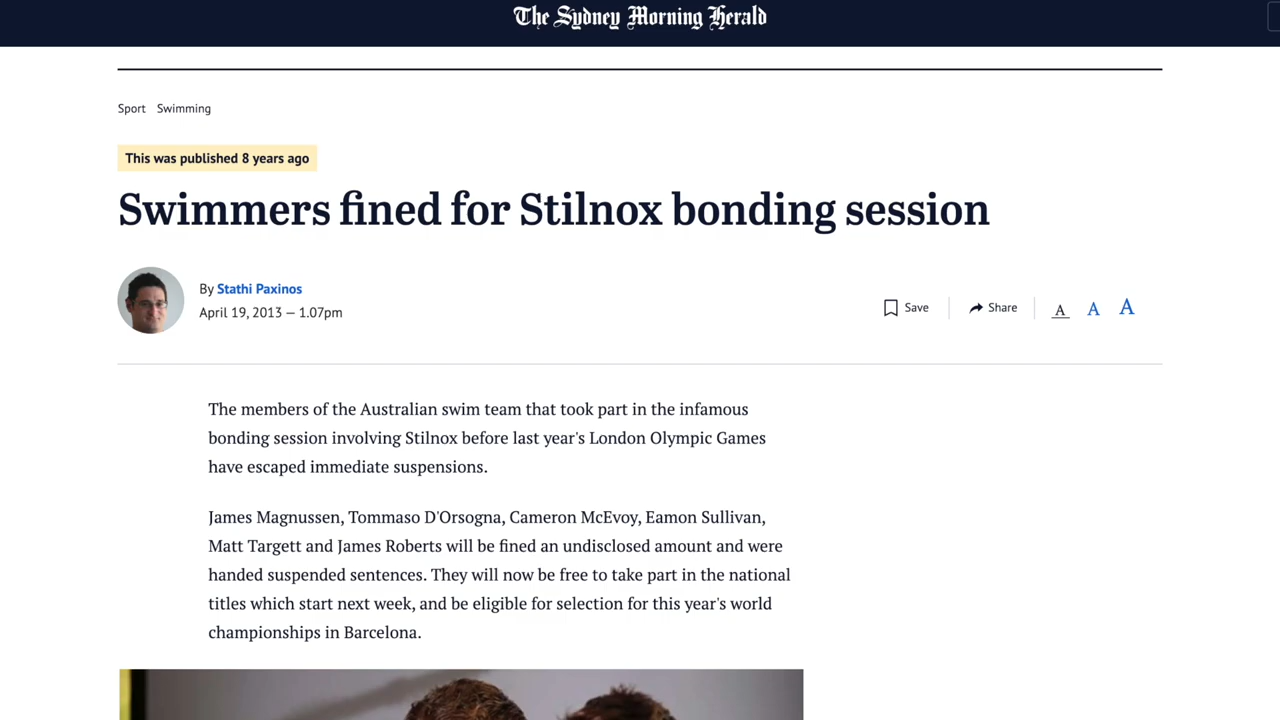 The Sydney Morning Herald
Sport Swimming
This was published 8 years ago
Swimmers fined for Stilnox bonding session
By Stathi Paxinos
April 19, 2013 — 1.07pm
Save Share A A A
The members of the Australian swim team that took part in the infamous
bonding session involving Stilnox before last year's London Olympic Games
have escaped immediate suspensions.
James Magnussen, Tommaso D'Orsogna, Cameron McEvoy, Eamon Sullivan,
Matt Targett and James Roberts will be fined an undisclosed amount and were
handed suspended sentences. They will now be free to take part in the national
titles which start next week, and be eligible for selection for this year's world
championships in Barcelona.